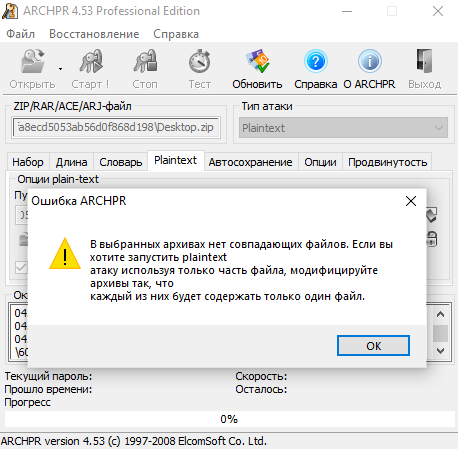 ARCHPR 4.53 Professional Edition
Файл Восстановление Справка
Открыть Старт ! Стоп Тест Обновить Справка О ARCHPR Выход
ZIP/RAR/ACE/ARJ-файл
Тип атаки
'a8ecd5053ab56d0f868d198\Desktop.zip
Plaintext
Набор Длина Словарь Plaintext Автосохранение Опции Продвинутость
Опции plain-text
Ошибка ARCHPR
В выбранных архивах нет совпадающих файлов. Если вы
хотите запустить plaintext
атаку используя только часть файла, модифицируйте
архивы так, что
каждый из них будет содержать только один файл.
OK
04
04
04
\60
Текущий пароль: Скорость:
Прошло времени: Осталось:
Прогресс
0%
ARCHPR version 4.53 (c) 1997-2008 ElcomSoft Co. Ltd.